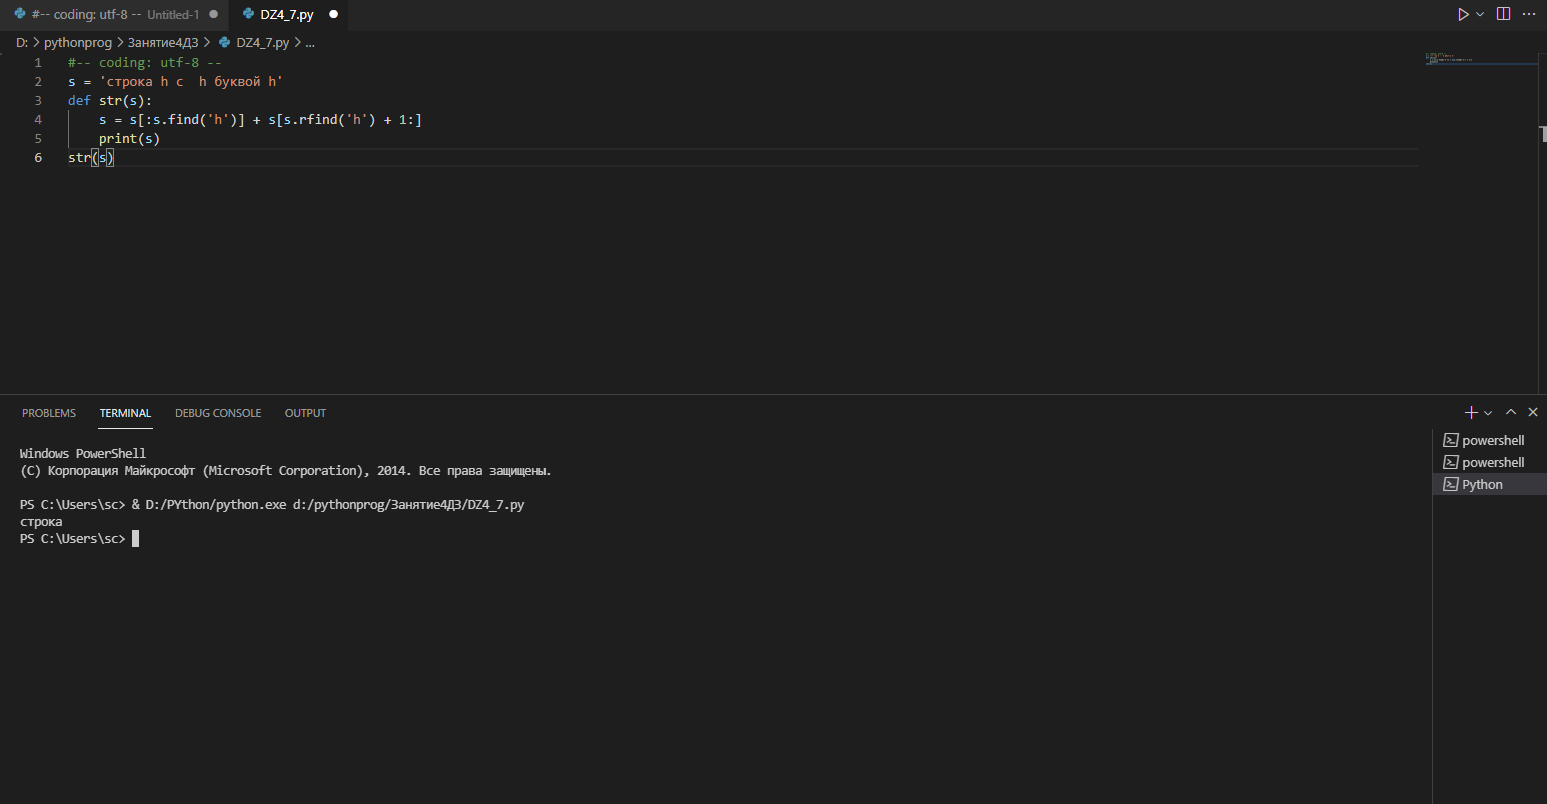 #-- coding: utf-8 -- Untitled-1 DZ4_7.py
D: pythonprog Занятие4ДЗ DZ4_7.py ...
1 #-- coding: utf-8 --
2 s = 'строка h с  h буквой h'
3 def str(s):
4     s = s[:s.find('h')] + s[s.rfind('h') + 1:]
5     print(s)
6 str(s)
PROBLEMS TERMINAL DEBUG CONSOLE OUTPUT
Windows PowerShell
(C) Корпорация Майкрософт (Microsoft Corporation), 2014. Все права защищены.
PS C:\Users\sc> & D:/PYthon/python.exe d:/pythonprog/Занятие4ДЗ/DZ4_7.py
строка
PS C:\Users\sc>
powershell
powershell
Python